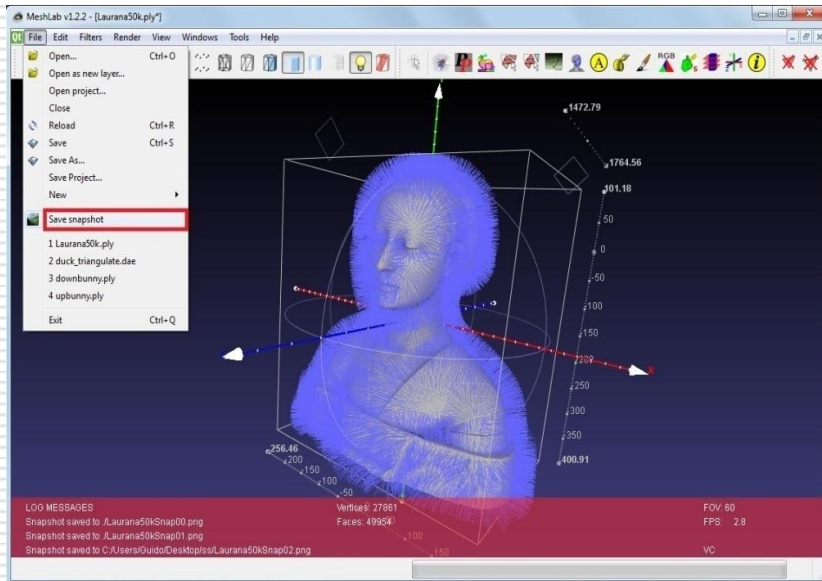 MeshLab v1.2.2 - [Laurana50k.ply*]
File Edit Filters Render View Windows Tools Help
Open... Ctrl+O
Open as new layer...
Open project...
Close
Reload Ctrl+R
Save Ctrl+S
Save As...
Save Project...
New
Save snapshot
1 Laurana50k.ply
2 duck_triangulate.dae
3 downbunny.ply
4 upbunny.ply
Exit Ctrl+Q
Qt
A
RGB
1472.79
1764.56
101.18
50
0
-50
-100
-150
-200
-250
-300
-350
-400.91
X
-256.46
-200
-150
-100
-50
50
100
150
LOG MESSAGES
Snapshot saved to ./Laurana50kSnap00.png
Snapshot saved to ./Laurana50kSnap01.png
Snapshot saved to C:/Users/Guido/Desktop/ss/Laurana50kSnap02.png
Vertices: 27861
Faces: 49954
FOV: 60
FPS: 2.8
VC